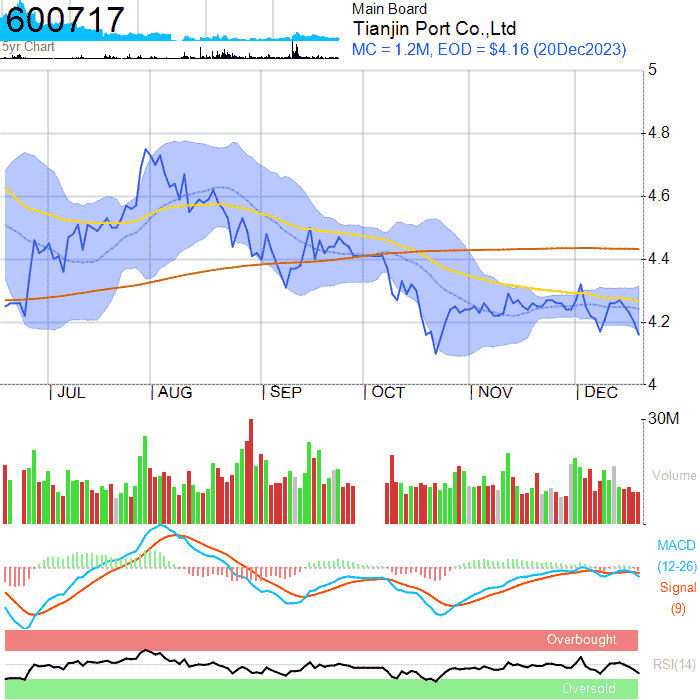 600717
5yr Chart
Main Board
Tianjin Port Co.,Ltd
MC = 1.2M, EOD = $4.16 (20Dec2023)
5
4.8
4.6
4.4
4.2
4
JUL AUG SEP OCT NOV DEC
30M
Volume
MACD
(12-26)
Signal
(9)
Overbought
RSI(14)
Oversold